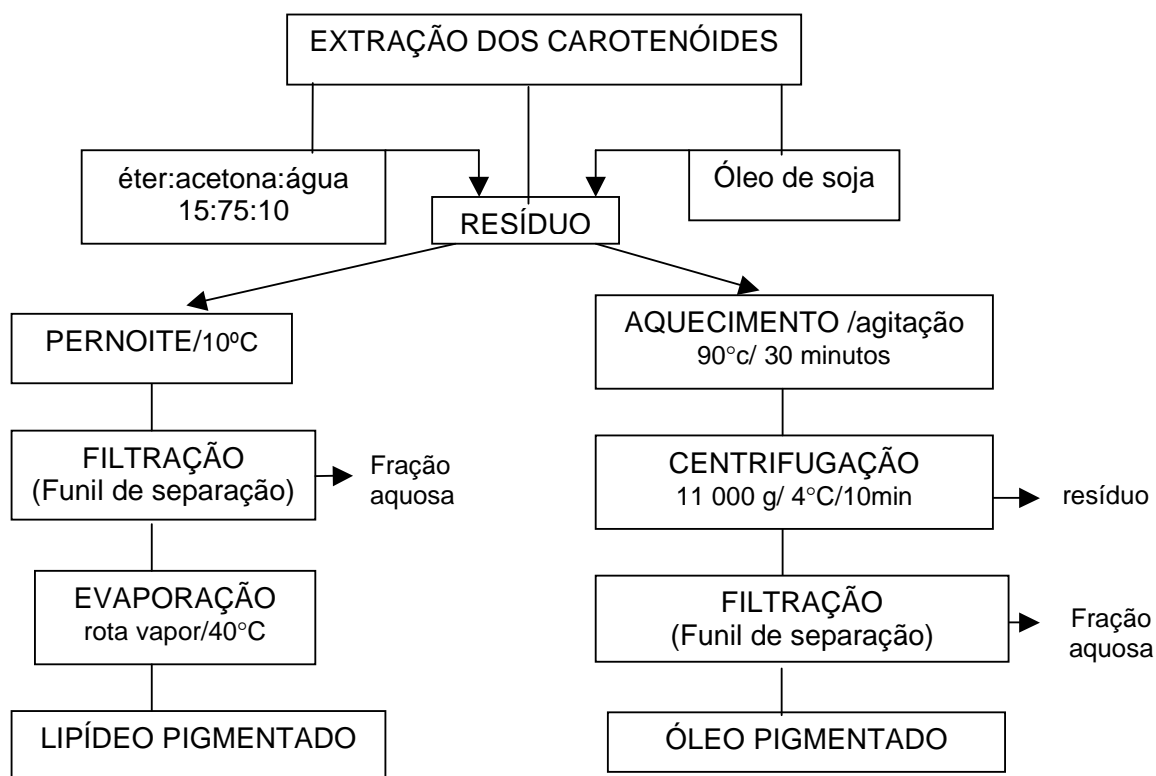 EXTRAÇÃO DOS CAROTENÓIDES
éter:acetona:água
15:75:10
Óleo de soja
RESÍDUO
PERNOITE/10ºC
FILTRAÇÃO
(Funil de separação)
Fração
aquosa
EVAPORAÇÃO
rota vapor/40°C
LIPÍDEO PIGMENTADO
AQUECIMENTO /agitação
90°c/ 30 minutos
CENTRIFUGAÇÃO
11 000 g/ 4°C/10min
resíduo
FILTRAÇÃO
(Funil de separação)
Fração
aquosa
ÓLEO PIGMENTADO